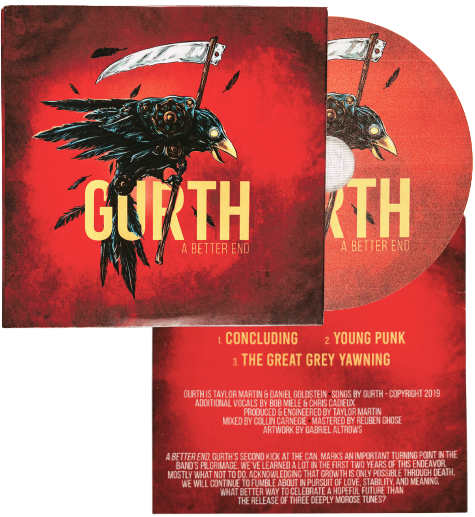 GURTH
A BETTER END
RTH
A BETTER END
1. CONCLUDING 2. YOUNG PUNK
3. THE GREAT GREY YAWNING
GURTH IS TAYLOR MARTIN & DANIEL GOLDSTEIN · SONGS BY GURTH - COPYRIGHT 2019
ADDITIONAL VOCALS BY BOB MIELE & CHRIS CADIEUX
PRODUCED & ENGINEERED BY TAYLOR MARTIN
MIXED BY COLLIN CARNEGIE · MASTERED BY REUBEN GHOSE
ARTWORK BY GABRIEL ALTROWS
A BETTER END, GURTH'S SECOND KICK AT THE CAN, MARKS AN IMPORTANT TURNING POINT IN THE
BAND'S PILGRIMAGE. WE'VE LEARNED A LOT IN THE FIRST TWO YEARS OF THIS ENDEAVOR,
MOSTLY WHAT NOT TO DO. ACKNOWLEDGING THAT GROWTH IS ONLY POSSIBLE THROUGH DEATH,
WE WILL CONTINUE TO FUMBLE ABOUT IN PURSUIT OF LOVE, STABILITY, AND MEANING.
WHAT BETTER WAY TO CELEBRATE A HOPEFUL FUTURE THAN
THE RELEASE OF THREE DEEPLY MOROSE TUNES?